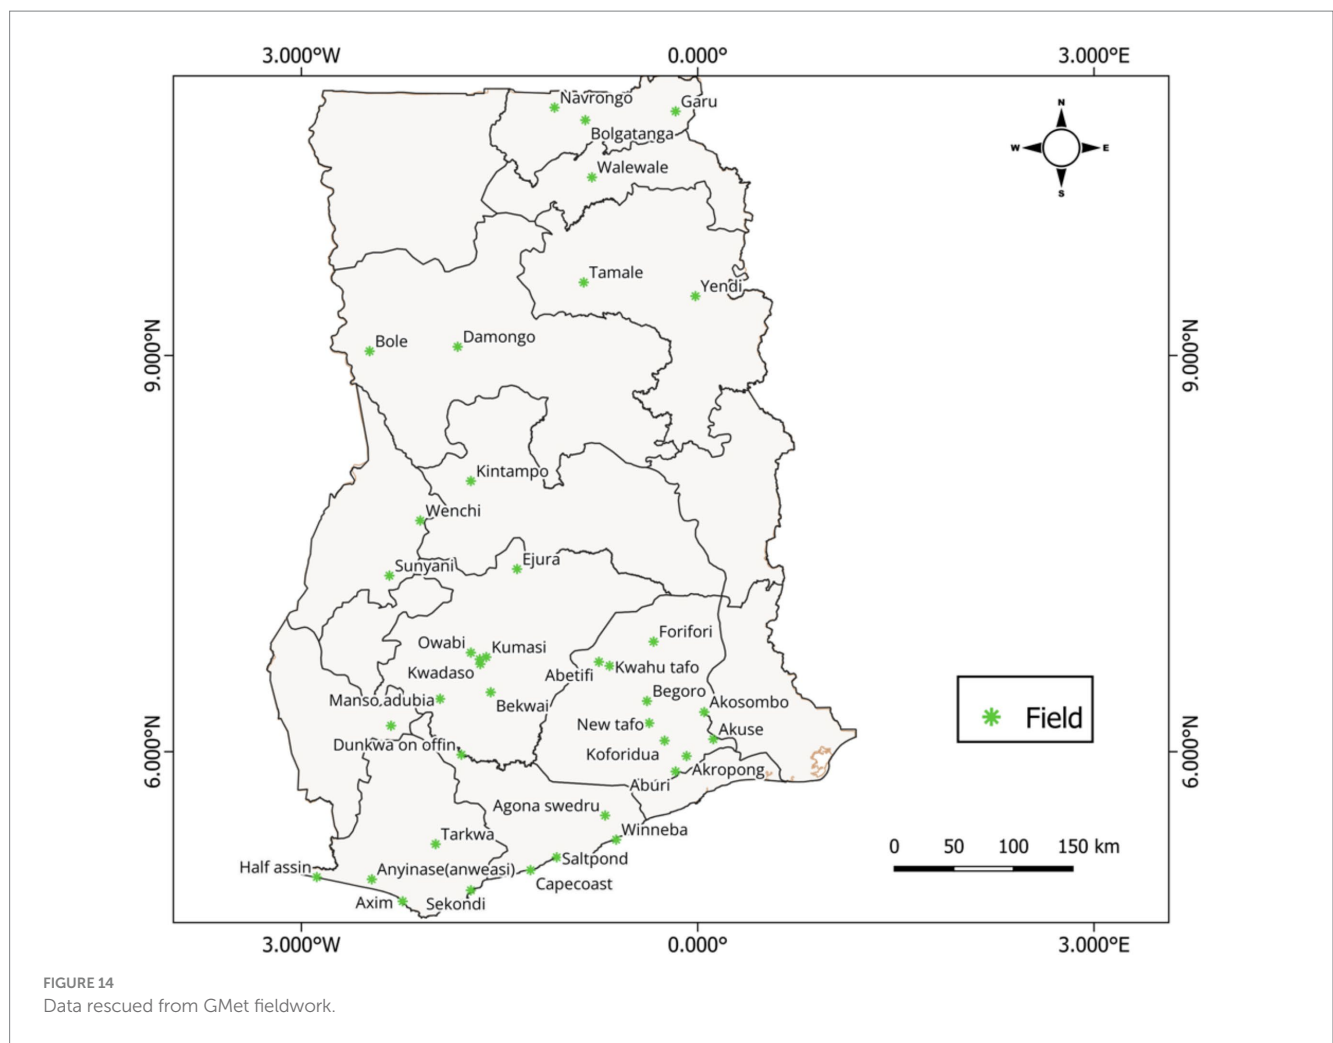 3.000°W 0.000° 3.000°E
Navrongo
Garu
N
Bolgatanga
W E
Walewale
S
Tamale
Yendi
9.000°N
9.000°N
Bole
Damongo
Kintampo
Wenchi
Ejura
Sunyani
Forifori
Owabi
Kumasi
Kwahu tafo
Kwadaso
Abetifi
Begoro
Manso,adubia
Akosombo
Bekwai
New tafo
Akuse
Field
Dunkwa on offin
Koforidua
6.000°N
6.000°N
Akropong
Aburi
Agona swedru
Winneba
Tarkwa
0 50 100 150 km
Saltpond
Half assin
Anyinase(anweasi)
Capecoast
Axim
Sekondi
3.000°W 0.000° 3.000°E
FIGURE 14
Data rescued from GMet fieldwork.